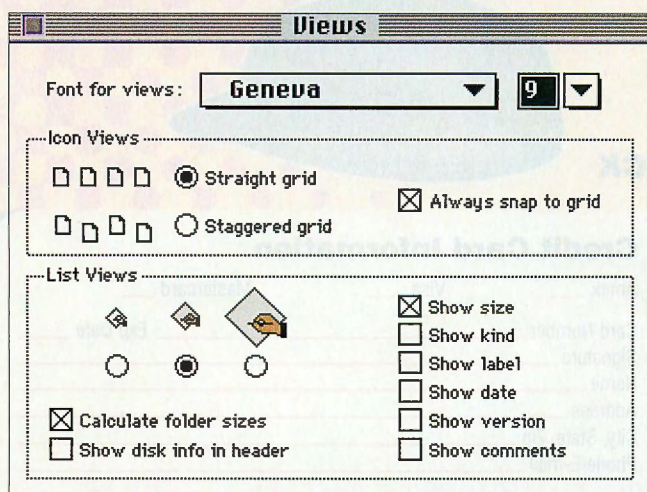 Views
Font for views: Geneva 9
Icon Views
Straight grid
Always snap to grid
Staggered grid
List Views
Show size
Show kind
Show label
Show date
Calculate folder sizes
Show version
Show disk info in header
Show comments